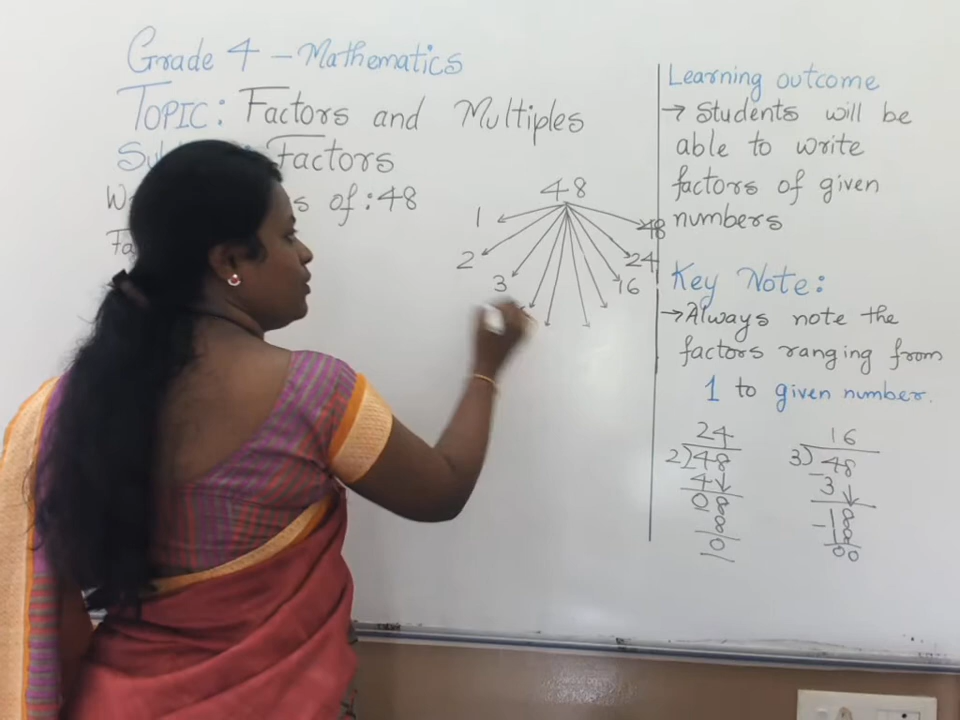 Grade 4 - Mathematics
TOPIC: Factors and Multiples
Factors
of: 48
48
1
48
2
24
3
16
Learning outcome
→ Students will be
able to write
factors of given
numbers
Key Note:
→ Always note the
factors ranging from
1 to given number.
24
2)48
4↓
08
8
0
16
3)48
-3↓
18
-18
00